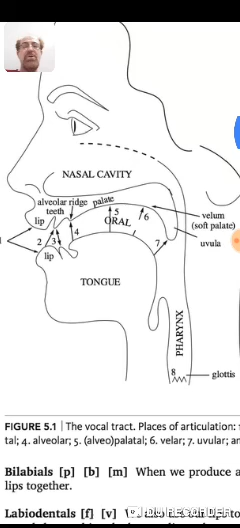 NASAL CAVITY
alveolar ridge palate
teeth
lip
5
6
ORAL
velum
(soft palate)
4
2
3
7
uvula
lip
TONGUE
PHARYNX
8
glottis
FIGURE 5.1 | The vocal tract. Places of articulation:
tal; 4. alveolar; 5. (alveo)palatal; 6. velar; 7. uvular;
Bilabials [p] [b] [m] When we produce a
lips together.
Labiodentals [f] [v]
DU RECORDER